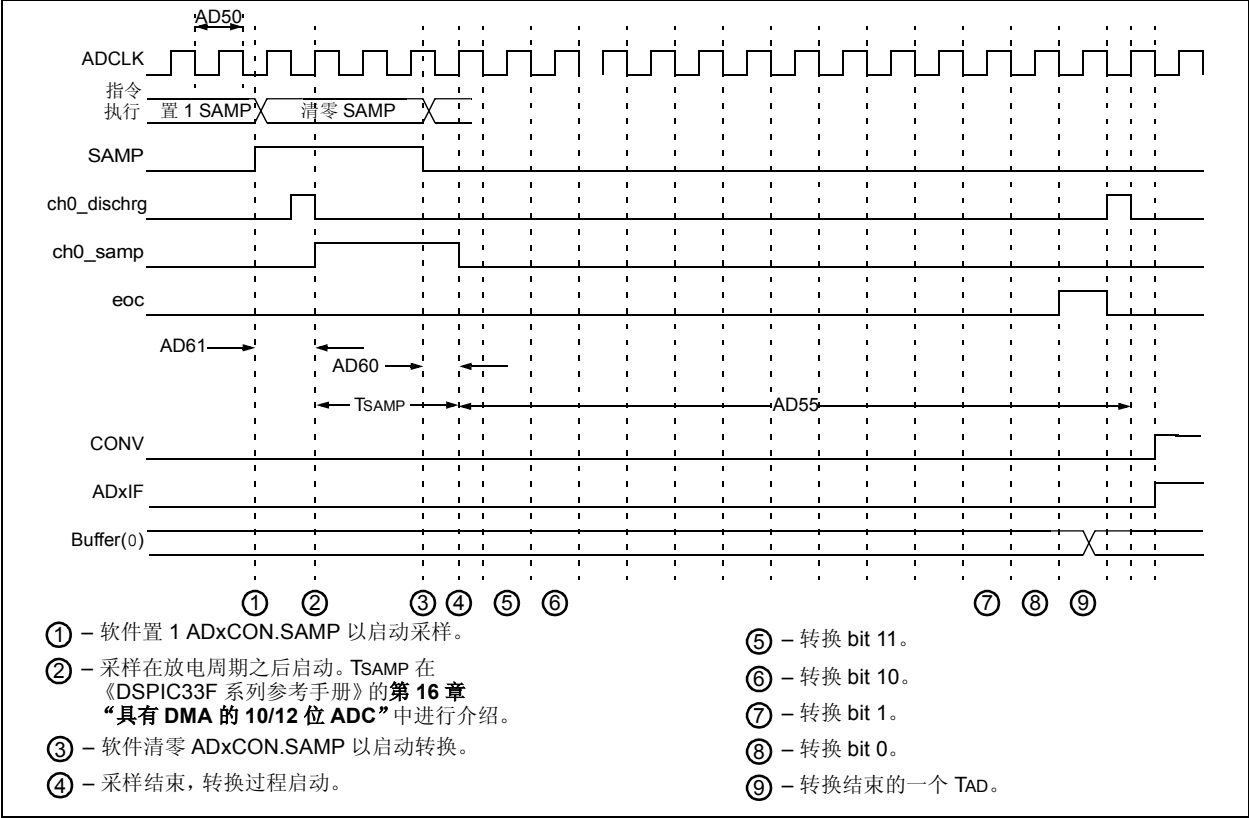 AD50
ADCLK
指令
执行
置 1 SAMP
清零 SAMP
SAMP
ch0_dischrg
ch0_samp
eoc
AD61
AD60
TSAMP
AD55
CONV
ADxIF
Buffer(0)
① ② ③ ④ ⑤ ⑥ ⑦ ⑧ ⑨
① – 软件置 1 ADxCON.SAMP 以启动采样。
② – 采样在放电周期之后启动。TSAMP 在
《DSPIC33F 系列参考手册》的第 16 章
“具有 DMA 的 10/12 位 ADC”中进行介绍。
③ – 软件清零 ADxCON.SAMP 以启动转换。
④ – 采样结束，转换过程启动。
⑤ – 转换 bit 11。
⑥ – 转换 bit 10。
⑦ – 转换 bit 1。
⑧ – 转换 bit 0。
⑨ – 转换结束的一个 TAD。